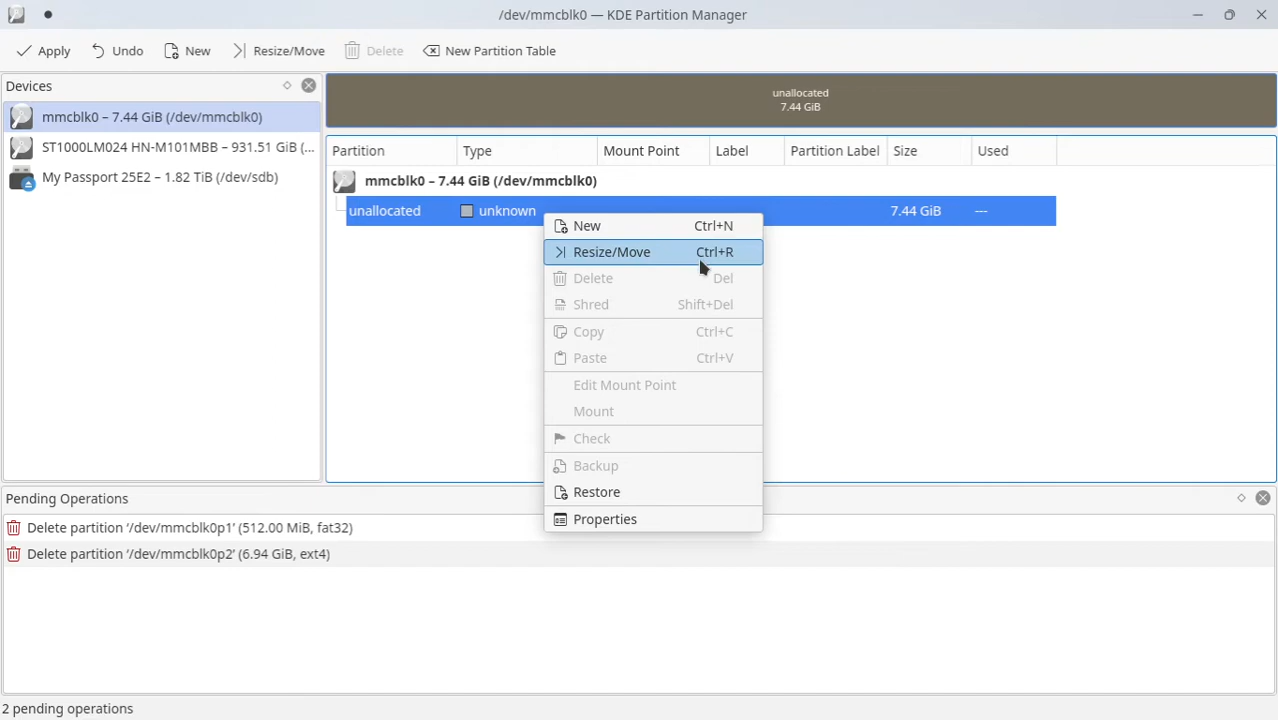 /dev/mmcblk0 — KDE Partition Manager
Apply Undo New Resize/Move Delete New Partition Table
Devices
mmcblk0 – 7.44 GiB (/dev/mmcblk0)
ST1000LM024 HN-M101MBB – 931.51 GiB (...
My Passport 25E2 – 1.82 TiB (/dev/sdb)
unallocated
7.44 GiB
Partition Type Mount Point Label Partition Label Size Used
mmcblk0 – 7.44 GiB (/dev/mmcblk0)
unallocated unknown 7.44 GiB ---
New Ctrl+N
Resize/Move Ctrl+R
Delete Del
Shred Shift+Del
Copy Ctrl+C
Paste Ctrl+V
Edit Mount Point
Mount
Check
Backup
Restore
Properties
Pending Operations
Delete partition ‘/dev/mmcblk0p1’ (512.00 MiB, fat32)
Delete partition ‘/dev/mmcblk0p2’ (6.94 GiB, ext4)
2 pending operations